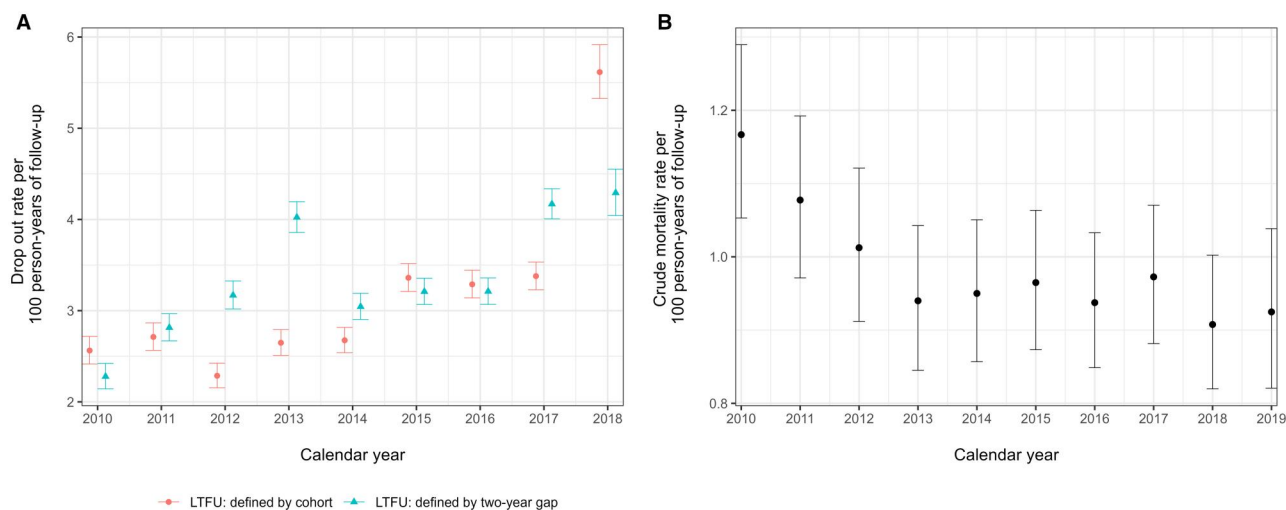 A
Drop out rate per
100 person-years of follow-up
6
5
4
3
2
2010 2011 2012 2013 2014 2015 2016 2017 2018
Calendar year
LTFU: defined by cohort LTFU: defined by two-year gap
B
Crude mortality rate per
100 person-years of follow-up
1.2
1.0
0.8
2010 2011 2012 2013 2014 2015 2016 2017 2018 2019
Calendar year